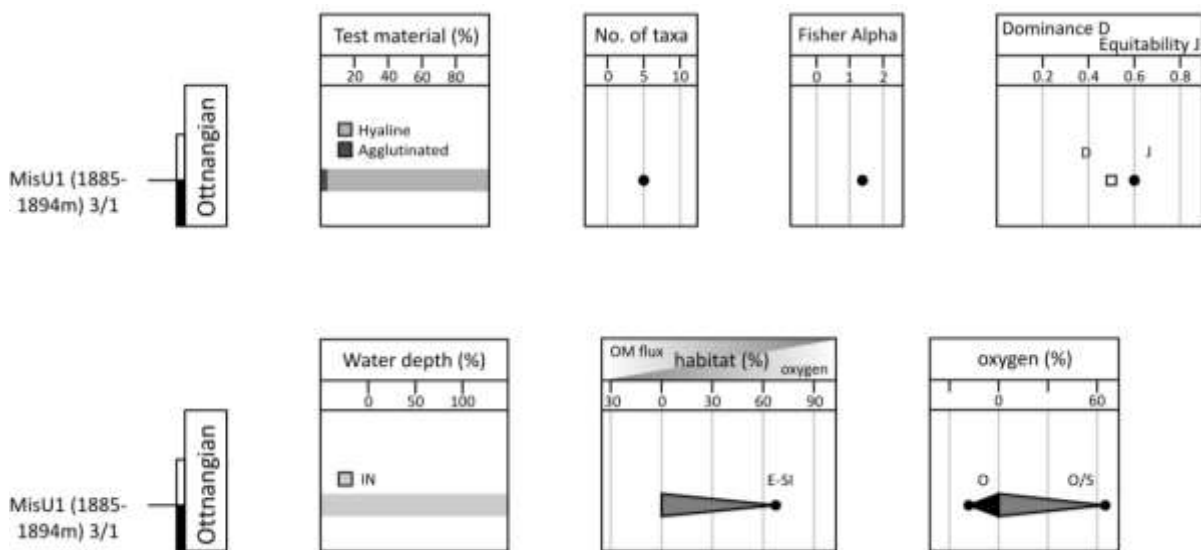 Test material (%)
20 40 60 80
Hyaline
Agglutinated
No. of taxa
0 5 10
Fisher Alpha
0 1 2
Dominance D
Equitability J
0.2 0.4 0.6 0.8
D J
Ottnangian
MisU1 (1885-
1894m) 3/1
Water depth (%)
0 50 100
IN
OM flux habitat (%) oxygen
30 0 30 60 90
E-SI
oxygen (%)
0 60
O O/S
Ottnangian
MisU1 (1885-
1894m) 3/1